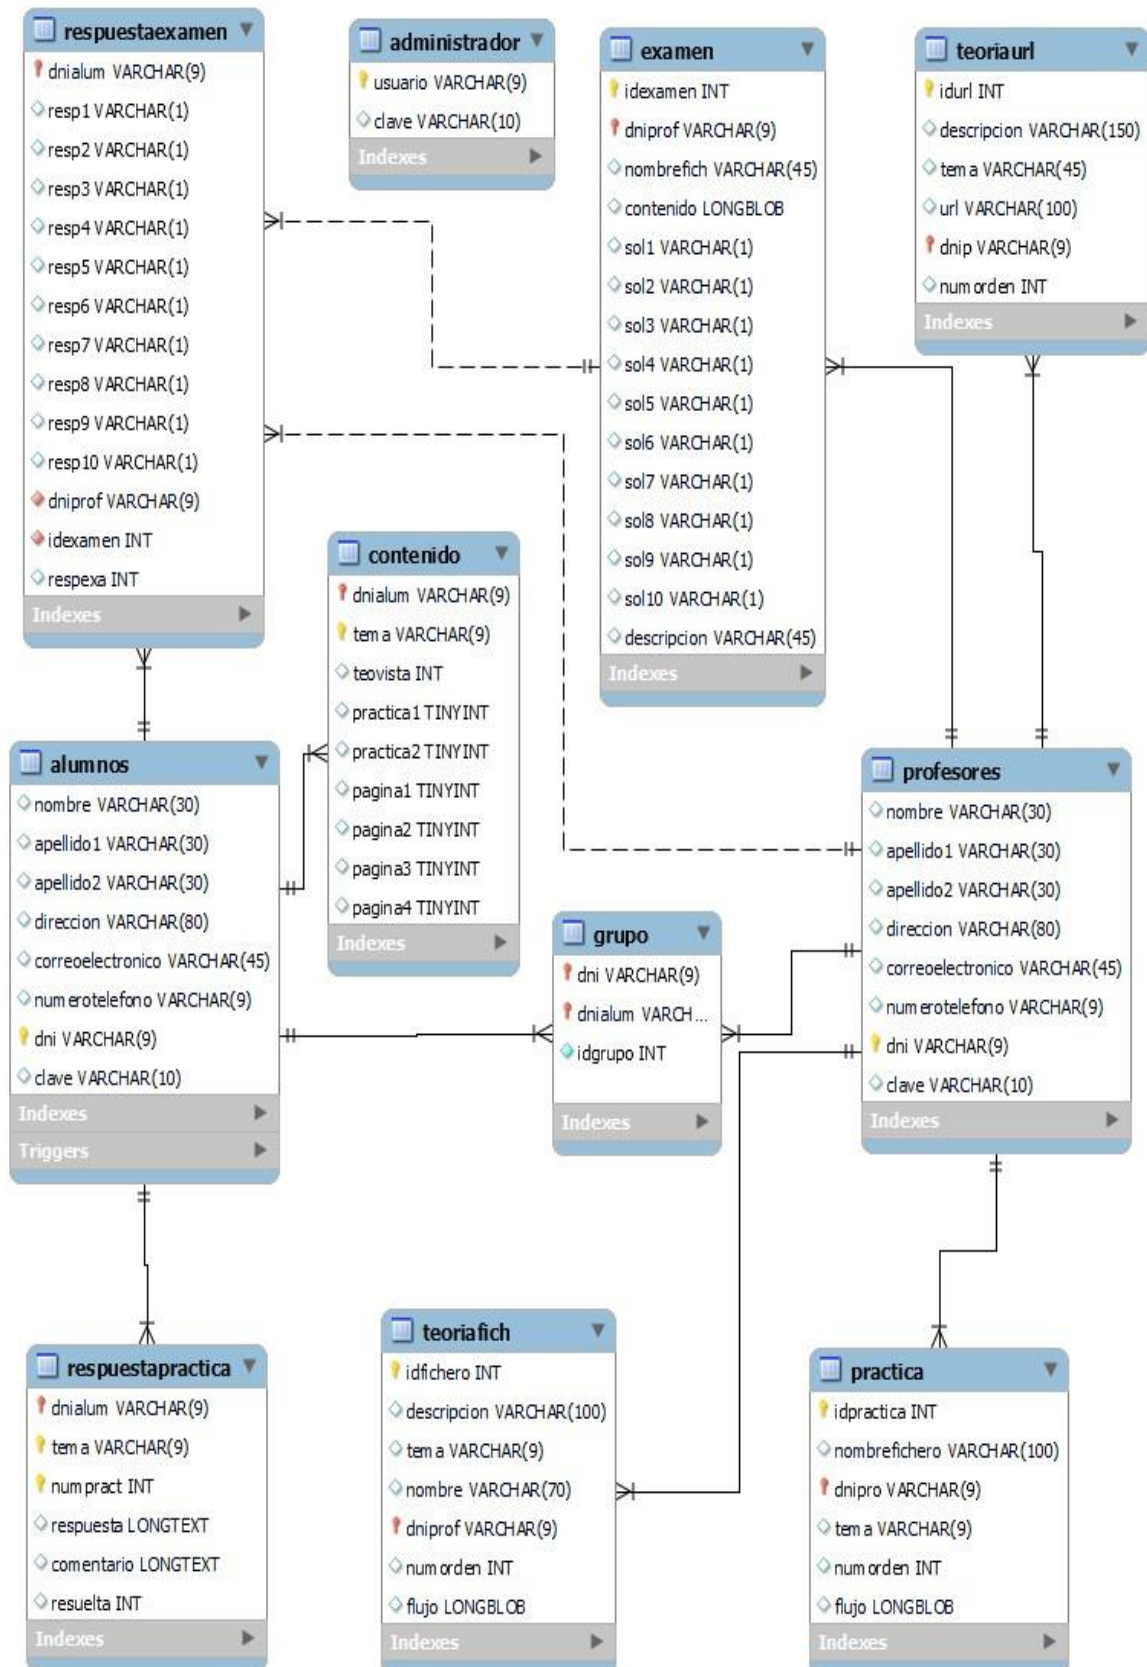 respuestaexamen
dnialum VARCHAR(9)
resp1 VARCHAR(1)
resp2 VARCHAR(1)
resp3 VARCHAR(1)
resp4 VARCHAR(1)
resp5 VARCHAR(1)
resp6 VARCHAR(1)
resp7 VARCHAR(1)
resp8 VARCHAR(1)
resp9 VARCHAR(1)
resp10 VARCHAR(1)
dniprof VARCHAR(9)
idexamen INT
respexa INT
Indexes
administrador
usuario VARCHAR(9)
clave VARCHAR(10)
Indexes
examen
idexamen INT
dniprof VARCHAR(9)
nombrefich VARCHAR(45)
contenido LONGBLOB
sol1 VARCHAR(1)
sol2 VARCHAR(1)
sol3 VARCHAR(1)
sol4 VARCHAR(1)
sol5 VARCHAR(1)
sol6 VARCHAR(1)
sol7 VARCHAR(1)
sol8 VARCHAR(1)
sol9 VARCHAR(1)
sol10 VARCHAR(1)
descripcion VARCHAR(45)
Indexes
teoriaurl
idurl INT
descripcion VARCHAR(150)
tema VARCHAR(45)
url VARCHAR(100)
dnip VARCHAR(9)
numorden INT
Indexes
contenido
dnialum VARCHAR(9)
tema VARCHAR(9)
teovista INT
practica1 TINYINT
practica2 TINYINT
pagina1 TINYINT
pagina2 TINYINT
pagina3 TINYINT
pagina4 TINYINT
Indexes
alumnos
nombre VARCHAR(30)
apellido1 VARCHAR(30)
apellido2 VARCHAR(30)
direccion VARCHAR(80)
correoelectronico VARCHAR(45)
numerotelefono VARCHAR(9)
dni VARCHAR(9)
clave VARCHAR(10)
Indexes
Triggers
grupo
dni VARCHAR(9)
dnialum VARCH...
idgrupo INT
Indexes
profesores
nombre VARCHAR(30)
apellido1 VARCHAR(30)
apellido2 VARCHAR(30)
direccion VARCHAR(80)
correoelectronico VARCHAR(45)
numerotelefono VARCHAR(9)
dni VARCHAR(9)
clave VARCHAR(10)
Indexes
respuestapractica
dnialum VARCHAR(9)
tema VARCHAR(9)
numpract INT
respuesta LONGTEXT
comentario LONGTEXT
resuelta INT
Indexes
teoriafich
idfichero INT
descripcion VARCHAR(100)
tema VARCHAR(9)
nombre VARCHAR(70)
dniprof VARCHAR(9)
numorden INT
flujo LONGBLOB
Indexes
practica
idpractica INT
nombrefichero VARCHAR(100)
dnipro VARCHAR(9)
tema VARCHAR(9)
numorden INT
flujo LONGBLOB
Indexes